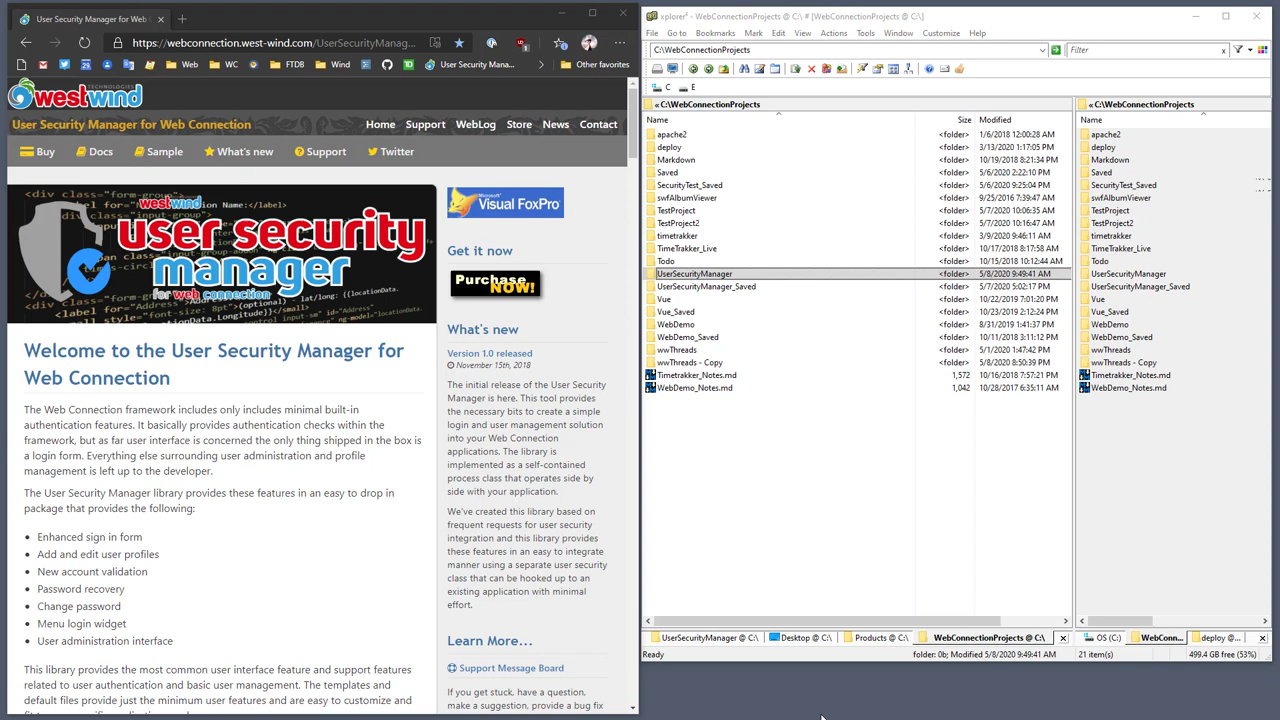 User Security Manager for Web C
https://webconnection.west-wind.com/UserSecurityManag...
Web
WC
FTDB
Wind
User Security Mana...
Other favorites
TECHNOLOGIES
westwind
User Security Manager for Web Connection
Home
Support
WebLog
Store
News
Contact
Buy
Docs
Sample
What's new
Support
Twitter
westwind
user security
manager
for web connection
Microsoft
Visual FoxPro
Get it now
Purchase
NOW!
What's new
Version 1.0 released
November 15th, 2018
The initial release of the User Security
Manager is here. This tool provides
the necessary bits to create a simple
login and user management solution
into your Web Connection
applications. The library is
implemented as a self-contained
process class that operates side by
side with your application.
We've created this library based on
frequent requests for user security
integration and this library provides
these features in an easy to integrate
manner using a separate user security
class that can be hooked up to an
existing application with minimal
effort.
Learn More...
Support Message Board
If you get stuck, have a question,
make a suggestion, provide a bug fix
Welcome to the User Security Manager for
Web Connection
The Web Connection framework includes only includes minimal built-in
authentication features. It basically provides authentication checks within the
framework, but as far user interface is concerned the only thing shipped in the box is
a login form. Everything else surrounding user administration and profile
management is left up to the developer.
The User Security Manager library provides these features in an easy to drop in
package that provides the following:
Enhanced sign in form
Add and edit user profiles
New account validation
Password recovery
Change password
Menu login widget
User administration interface
This library provides the most common user interface feature and support features
related to user authentication and basic user management. The templates and
default files provide just the minimum user features and are easy to customize and
xplorer² - WebConnectionProjects @ C:\ # [WebConnectionProjects @ C:\]
File Go to Bookmarks Mark Edit View Actions Tools Window Customize Help
C:\WebConnectionProjects
Filter
C
E
« C:\WebConnectionProjects
Name Size Modified
apache2 <folder> 1/6/2018 12:00:28 AM
deploy <folder> 3/13/2020 1:17:05 PM
Markdown <folder> 10/19/2018 8:21:34 PM
Saved <folder> 5/6/2020 2:22:10 PM
SecurityTest_Saved <folder> 5/6/2020 9:25:04 PM
swfAlbumViewer <folder> 9/25/2016 7:39:47 AM
TestProject <folder> 5/7/2020 10:06:35 AM
TestProject2 <folder> 5/7/2020 10:16:47 AM
timetrakker <folder> 5/3/2020 9:46:11 AM
TimeTrakker_Live <folder> 10/17/2018 8:17:58 AM
Todo <folder> 10/15/2018 10:12:44 AM
UserSecurityManager <folder> 5/8/2020 9:49:41 AM
UserSecurityManager_Saved <folder> 5/7/2020 5:02:17 PM
Vue <folder> 10/22/2019 7:01:20 PM
Vue_Saved <folder> 10/23/2019 2:12:24 PM
WebDemo <folder> 8/31/2019 1:41:37 PM
WebDemo_Saved <folder> 10/11/2018 3:11:12 PM
wwThreads <folder> 5/1/2020 1:47:42 PM
wwThreads - Copy <folder> 5/3/2020 8:50:39 PM
Timetrakker_Notes.md 1,572 10/16/2018 7:57:21 PM
WebDemo_Notes.md 1,042 10/28/2017 6:35:11 AM
« C:\WebConnectionProjects
Name
apache2
deploy
Markdown
Saved
SecurityTest_Saved
swfAlbumViewer
TestProject
TestProject2
timetrakker
TimeTrakker_Live
Todo
UserSecurityManager
UserSecurityManager_Saved
Vue
Vue_Saved
WebDemo
WebDemo_Saved
wwThreads
wwThreads - Copy
Timetrakker_Notes.md
WebDemo_Notes.md
UserSecurityManager @ C:\
Desktop @ C:\
Products @ C:\
WebConnectionProjects @ C:\
OS (C:)
WebConn...
deploy @...
Ready
folder: 0b; Modified 5/8/2020 9:49:41 AM
21 item(s)
499.4 GB free (53%)